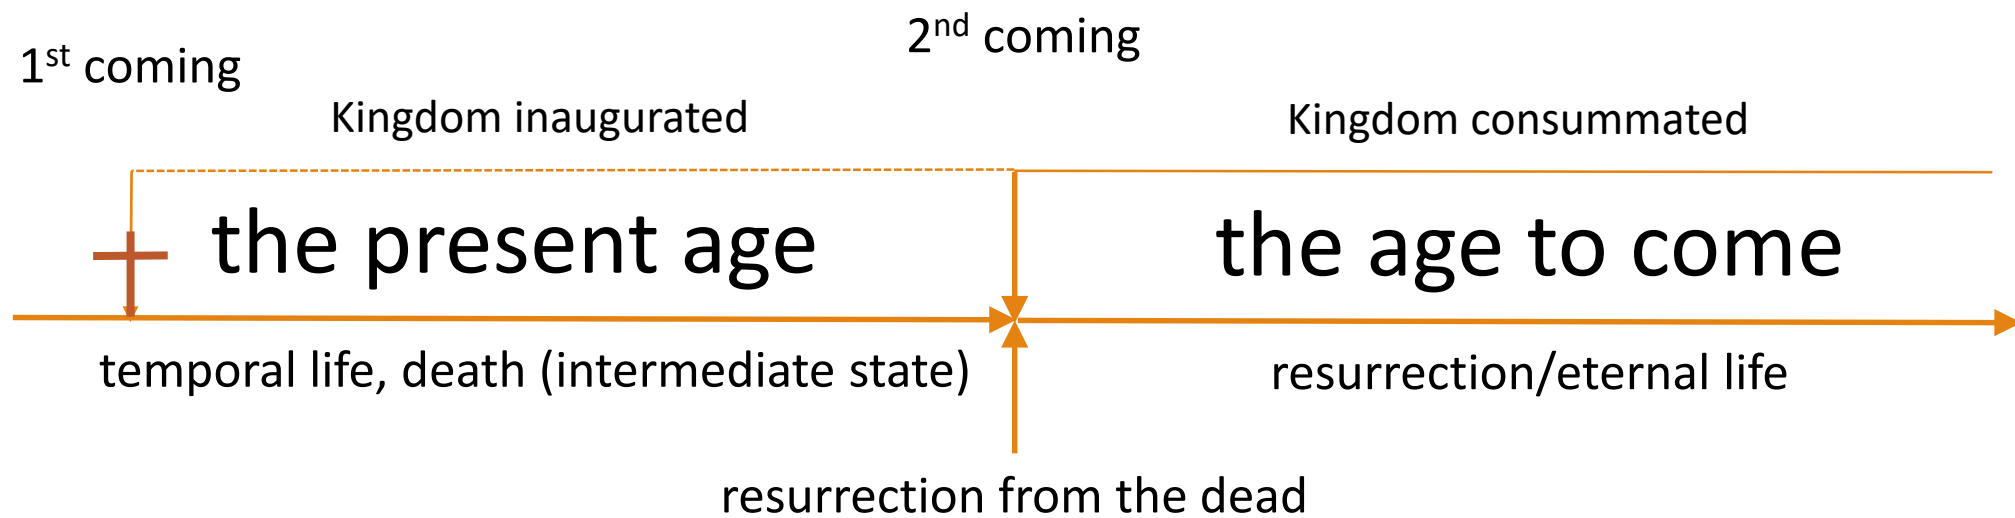 1st coming
2nd coming
Kingdom inaugurated
Kingdom consummated
the present age
the age to come
temporal life, death (intermediate state)
resurrection/eternal life
resurrection from the dead